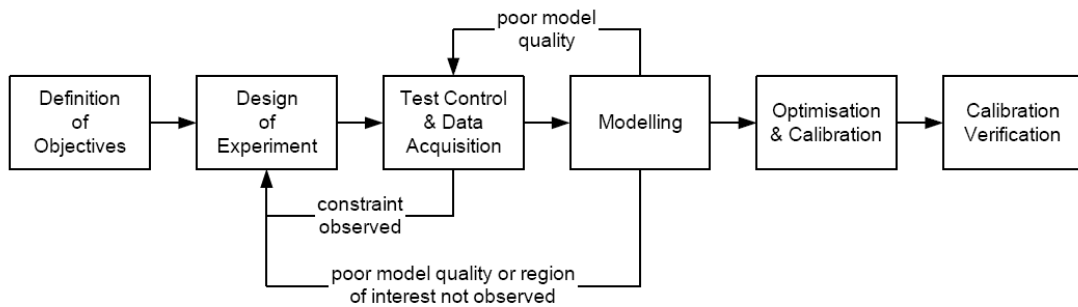 poor model
quality
Definition
of
Objectives
Design
of
Experiment
Test Control
& Data
Acquisition
Modelling
Optimisation
& Calibration
Calibration
Verification
constraint
observed
poor model quality or region
of interest not observed